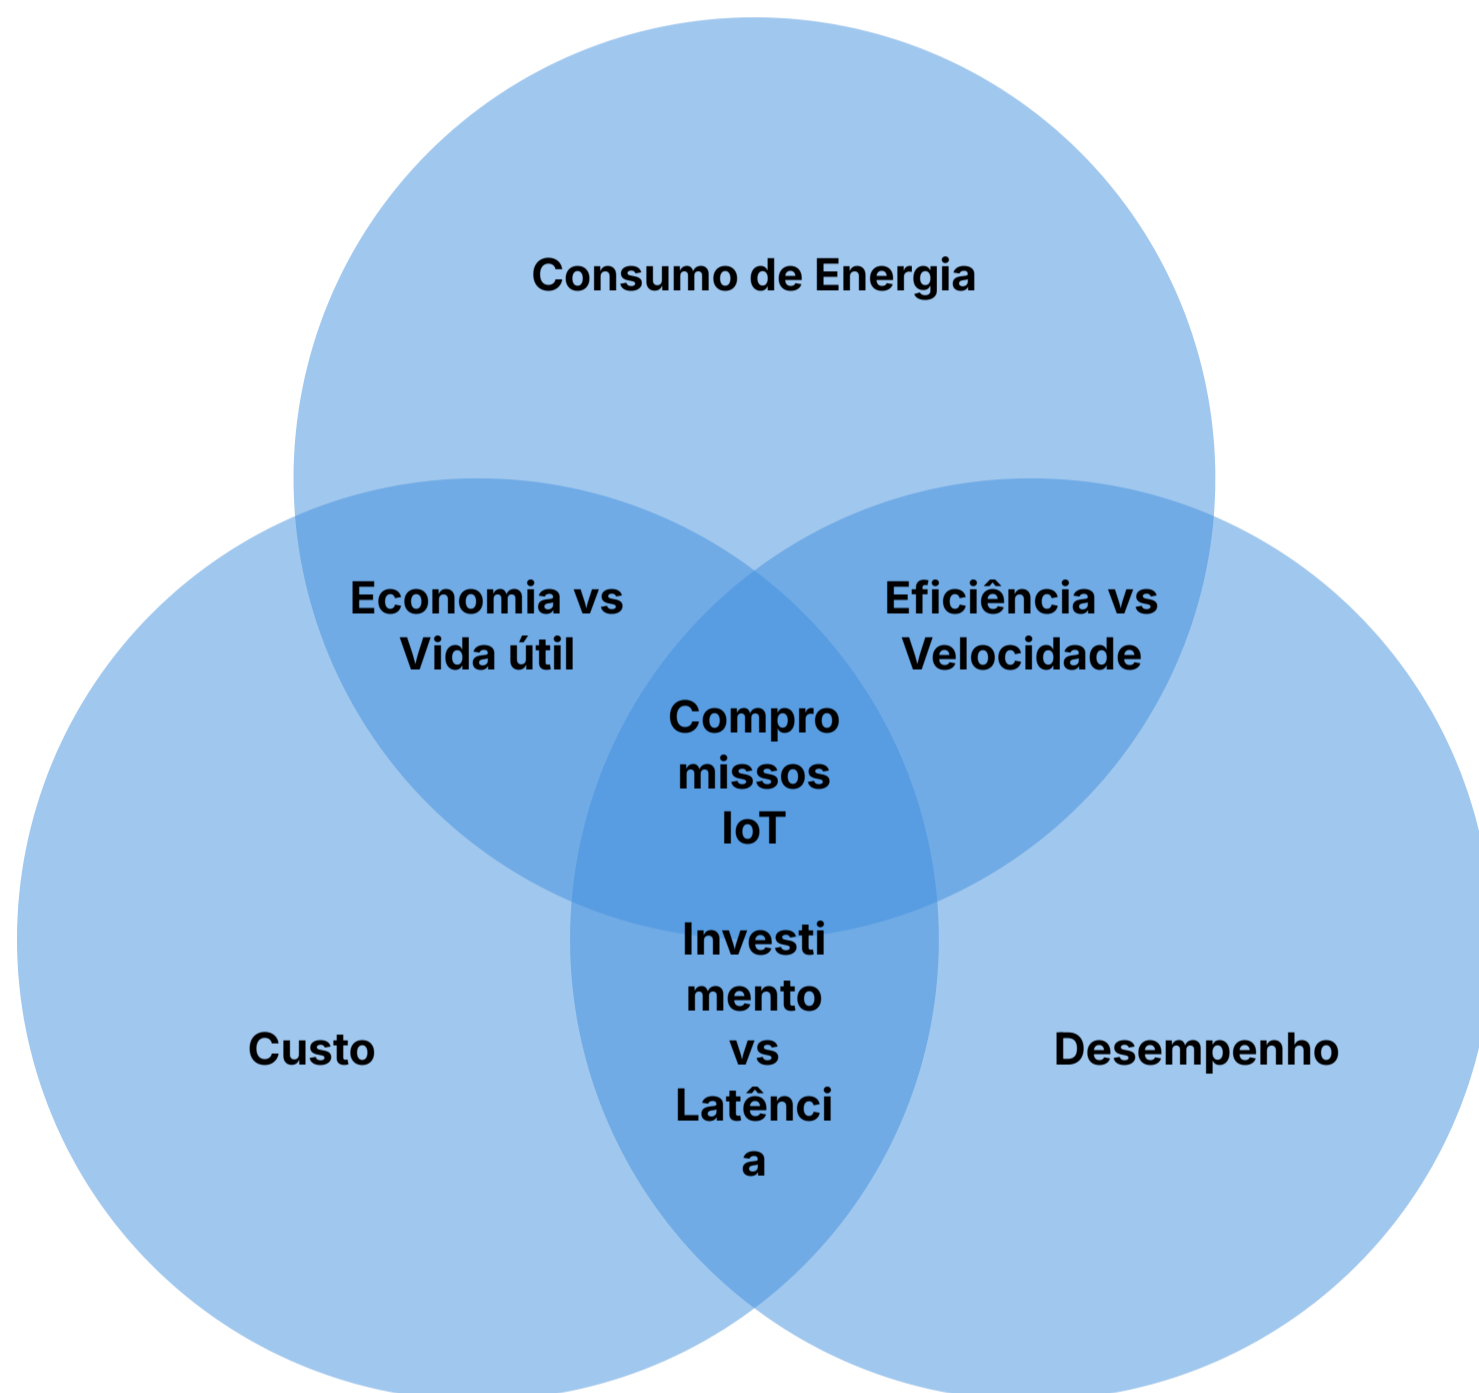 Consumo de Energia
Economia vs
Vida útil
Eficiência vs
Velocidade
Compro
missos
IoT
Investi
mento
vs
Latênci
a
Custo
Desempenho